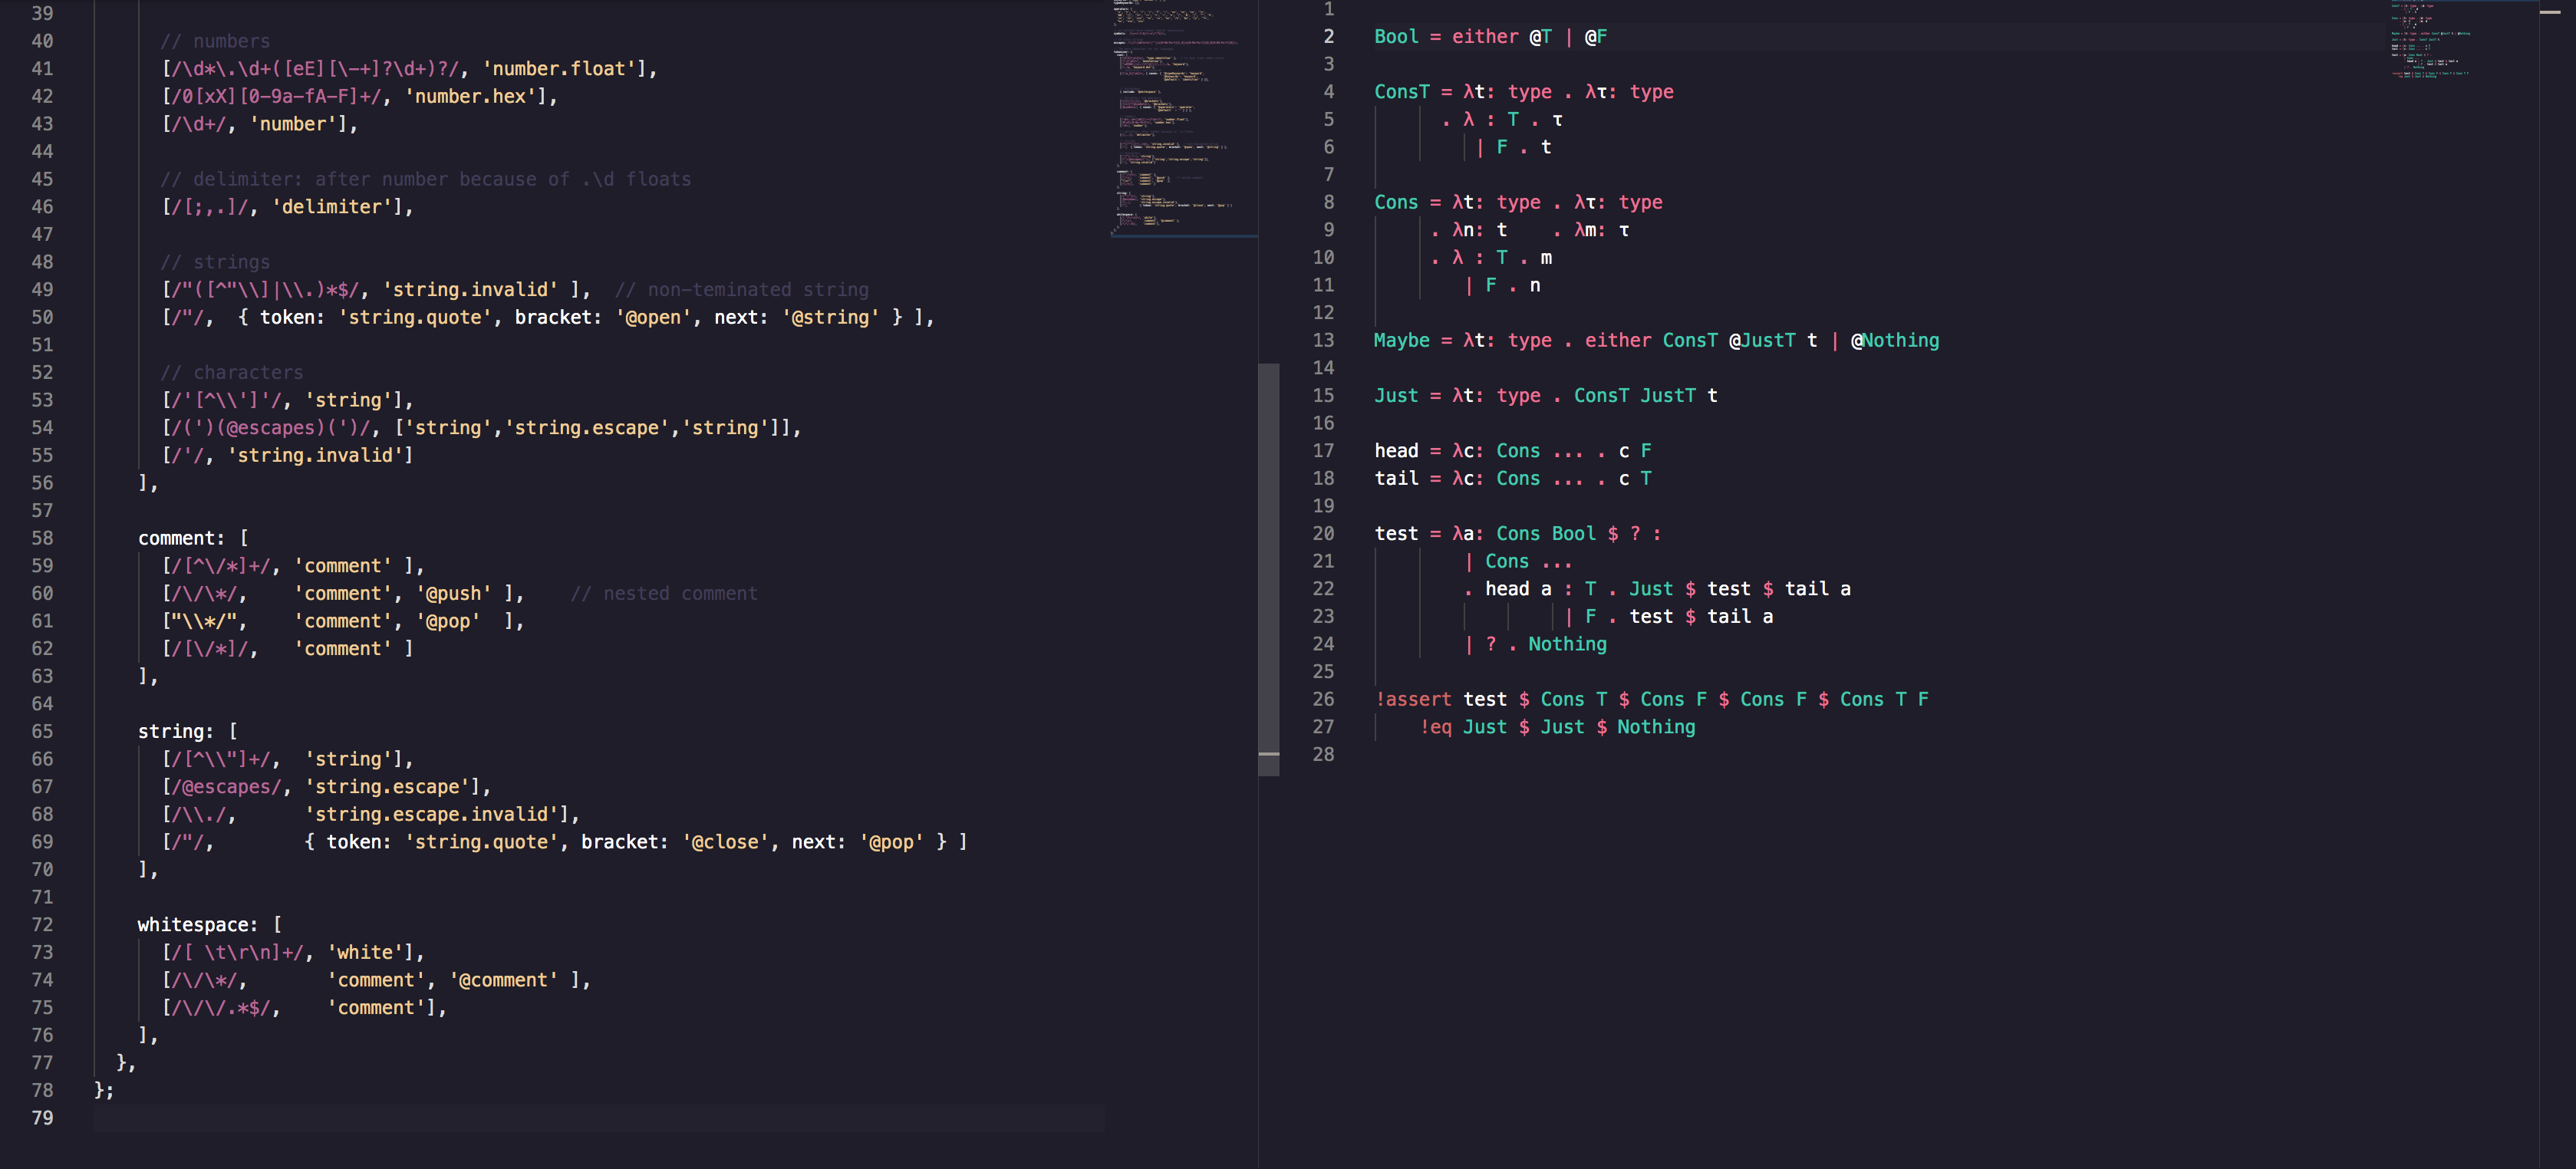 39
40 // numbers
41 [/\d*\.\d+([eE][\-+]?\d+)?/, 'number.float'],
42 [/0[xX][0-9a-fA-F]+/, 'number.hex'],
43 [/\d+/, 'number'],
44
45 // delimiter: after number because of .\d floats
46 [/[;,.]/, 'delimiter'],
47
48 // strings
49 [/"([^"\\]|\\.)*$/, 'string.invalid' ],  // non-teminated string
50 [/"/,  { token: 'string.quote', bracket: '@open', next: '@string' } ],
51
52 // characters
53 [/'[^\\']'/, 'string'],
54 [/(')(@escapes)(')/, ['string','string.escape','string']],
55 [/'/, 'string.invalid']
56 ],
57
58 comment: [
59 [/[^\/*]+/, 'comment' ],
60 [/\/\*/,    'comment', '@push' ],    // nested comment
61 ["\\*/",    'comment', '@pop'  ],
62 [/[\/*]/,   'comment' ]
63 ],
64
65 string: [
66 [/[^\\"]+/,  'string'],
67 [/@escapes/, 'string.escape'],
68 [/\\./,      'string.escape.invalid'],
69 [/"/,        { token: 'string.quote', bracket: '@close', next: '@pop' } ]
70 ],
71
72 whitespace: [
73 [/[ \t\r\n]+/, 'white'],
74 [/\/\*/,       'comment', '@comment' ],
75 [/\/\/.*$/,    'comment'],
76 ],
77 },
78 };
79
1
2 Bool = either @T | @F
3
4 ConsT = λt: type . λτ: type
5 . λ : T . τ
6 | F . t
7
8 Cons = λt: type . λτ: type
9 . λn: t    . λm: τ
10 . λ : T . m
11 | F . n
12
13 Maybe = λt: type . either ConsT @JustT t | @Nothing
14
15 Just = λt: type . ConsT JustT t
16
17 head = λc: Cons ... . c F
18 tail = λc: Cons ... . c T
19
20 test = λa: Cons Bool $ ? :
21 | Cons ...
22 . head a : T . Just $ test $ tail a
23 | F . test $ tail a
24 | ? . Nothing
25
26 !assert test $ Cons T $ Cons F $ Cons F $ Cons T F
27 !eq Just $ Just $ Nothing
28